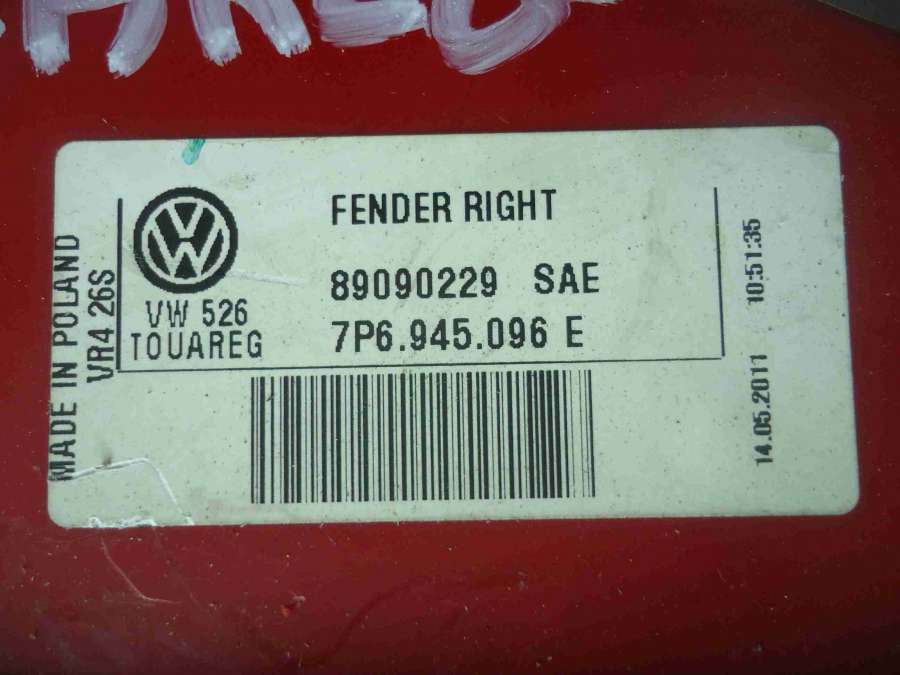 MADE IN POLAND
VR4 26S
VW 526
TOUAREG
FENDER RIGHT
89090229 SAE
7P6.945.096 E
14.05.2011 10:51:35